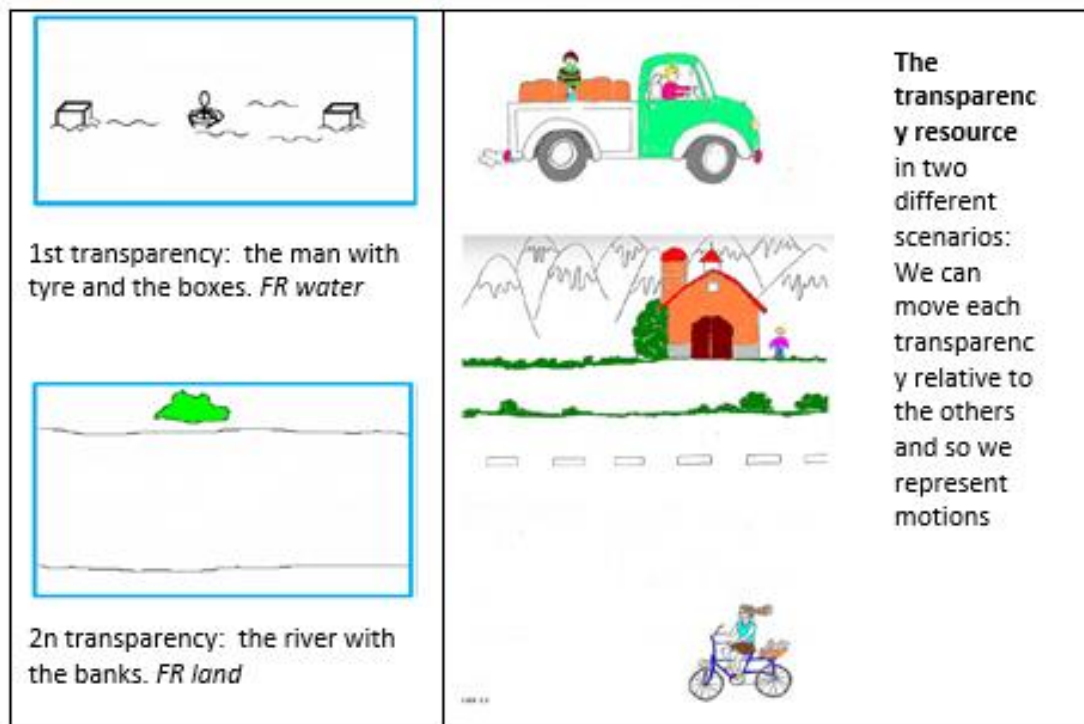 1st transparency:  the man with
tyre and the boxes. FR water
2n transparency:  the river with
the banks. FR land
The
transparenc
y resource
in two
different
scenarios:
We can
move each
transparenc
y relative to
the others
and so we
represent
motions